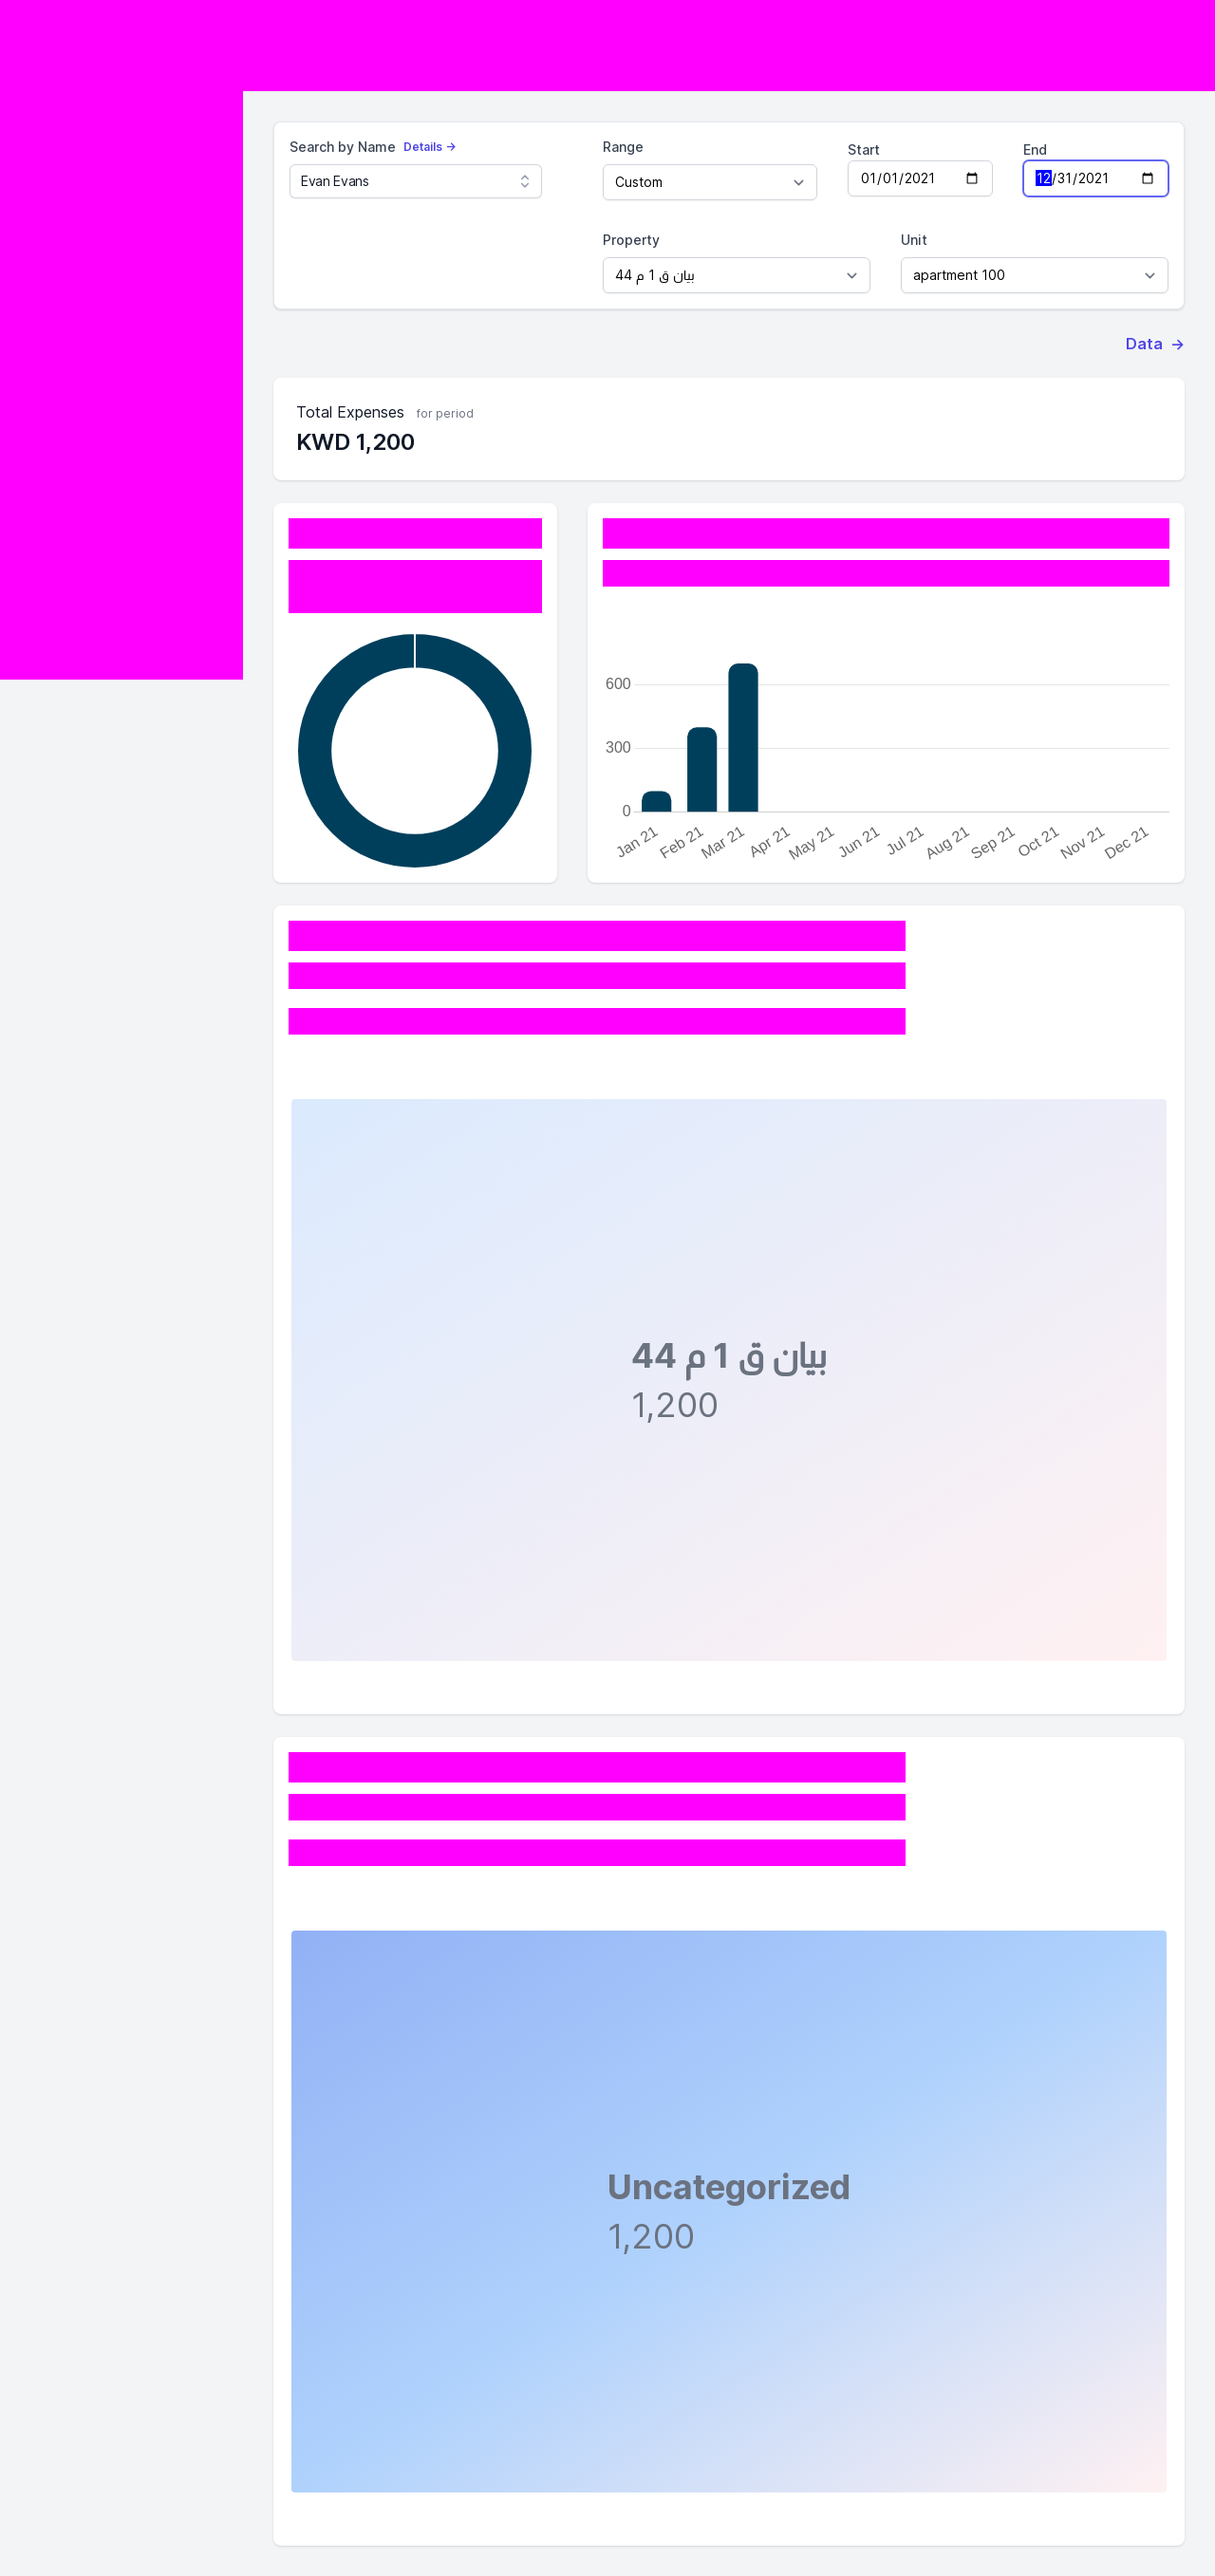 Search by Name Details →
Evan Evans
Range
Custom
Start
01/01/2021
End
12/31/2021
Property
بيان ق 1 م 44
Unit
apartment 100
Data →
Total Expenses for period
KWD 1,200
600
300
0
Jan 21
Feb 21
Mar 21
Apr 21
May 21
Jun 21
Jul 21
Aug 21
Sep 21
Oct 21
Nov 21
Dec 21
بيان ق 1 م 44
1,200
Uncategorized
1,200